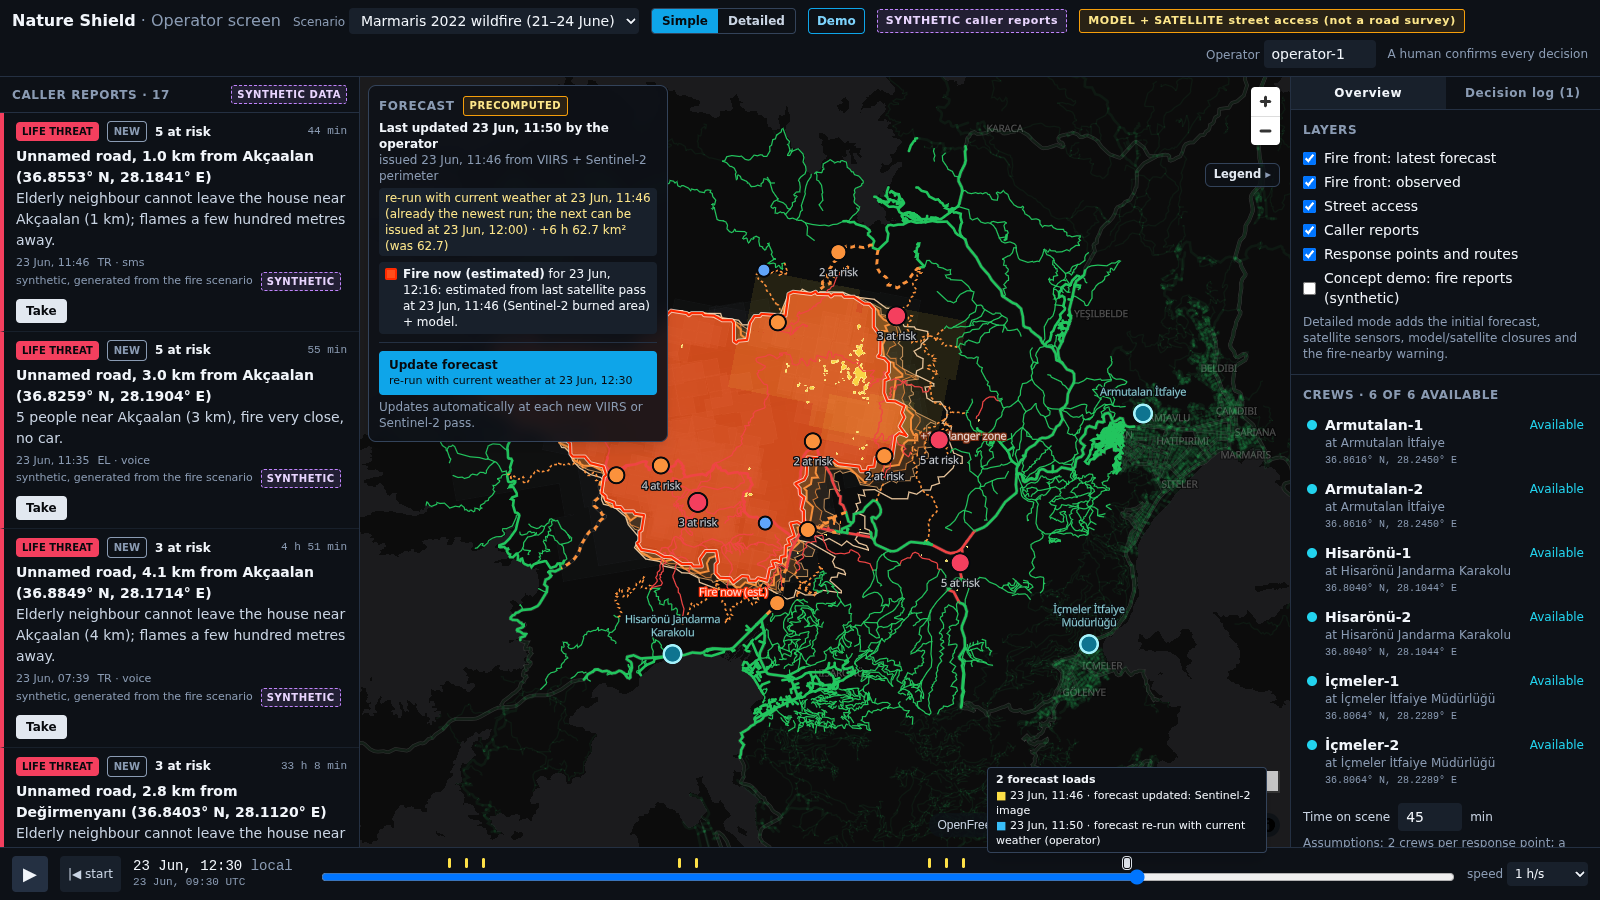 Nature Shield · Operator screen
Scenario Marmaris 2022 wildfire (21–24 June)
Simple Detailed
Demo
SYNTHETIC caller reports
MODEL + SATELLITE street access (not a road survey)
Operator operator-1
A human confirms every decision
CALLER REPORTS · 17
SYNTHETIC DATA
LIFE THREAT NEW 5 at risk 44 min
Unnamed road, 1.0 km from Akçaalan
(36.8553° N, 28.1841° E)
Elderly neighbour cannot leave the house near
Akçaalan (1 km); flames a few hundred metres
away.
23 Jun, 11:46 TR · sms
synthetic, generated from the fire scenario SYNTHETIC
Take
LIFE THREAT NEW 5 at risk 55 min
Unnamed road, 3.0 km from Akçaalan
(36.8259° N, 28.1904° E)
5 people near Akçaalan (3 km), fire very close,
no car.
23 Jun, 11:35 EL · voice
synthetic, generated from the fire scenario SYNTHETIC
Take
LIFE THREAT NEW 3 at risk 4 h 51 min
Unnamed road, 4.1 km from Akçaalan
(36.8849° N, 28.1714° E)
Elderly neighbour cannot leave the house near
Akçaalan (4 km); flames a few hundred metres
away.
23 Jun, 07:39 TR · voice
synthetic, generated from the fire scenario SYNTHETIC
Take
LIFE THREAT NEW 3 at risk 33 h 8 min
Unnamed road, 2.8 km from
Değirmenyanı (36.8403° N, 28.1120° E)
Elderly neighbour cannot leave the house near
FORECAST PRECOMPUTED
Last updated 23 Jun, 11:50 by the
operator
issued 23 Jun, 11:46 from VIIRS + Sentinel-2
perimeter
re-run with current weather at 23 Jun, 11:46
(already the newest run; the next can be
issued at 23 Jun, 12:00) · +6 h 62.7 km²
(was 62.7)
Fire now (estimated) for 23 Jun,
12:16: estimated from last satellite pass
at 23 Jun, 11:46 (Sentinel-2 burned area)
+ model.
Update forecast
re-run with current weather at 23 Jun, 12:30
Updates automatically at each new VIIRS or
Sentinel-2 pass.
+
−
Legend ▸
KARACA
YEŞILBELDE
BELDIBI
ÇAMDIBI
SARIANA
HATIPIRIMI
MARMARIS
SITELER
IÇMELER
GÖLENYE
2 at risk
3 at risk
2 at risk
anger zone
5 at risk
2 at risk
4 at risk
3 at risk
5 at risk
Fire now (est.)
Armutalan İtfaiye
Hisarönü Jandarma
Karakolu
İçmeler İtfaiye
Müdürlüğü
OpenFre
2 forecast loads
23 Jun, 11:46 · forecast updated: Sentinel-2
image
23 Jun, 11:50 · forecast re-run with current
weather (operator)
Overview
Decision log (1)
LAYERS
Fire front: latest forecast
Fire front: observed
Street access
Caller reports
Response points and routes
Concept demo: fire reports
(synthetic)
Detailed mode adds the initial forecast,
satellite sensors, model/satellite closures and
the fire-nearby warning.
CREWS · 6 OF 6 AVAILABLE
Armutalan-1 Available
at Armutalan İtfaiye
36.8616° N, 28.2450° E
Armutalan-2 Available
at Armutalan İtfaiye
36.8616° N, 28.2450° E
Hisarönü-1 Available
at Hisarönü Jandarma Karakolu
36.8040° N, 28.1044° E
Hisarönü-2 Available
at Hisarönü Jandarma Karakolu
36.8040° N, 28.1044° E
İçmeler-1 Available
at İçmeler İtfaiye Müdürlüğü
36.8064° N, 28.2289° E
İçmeler-2 Available
at İçmeler İtfaiye Müdürlüğü
36.8064° N, 28.2289° E
Time on scene 45 min
Assumptions: 2 crews per response point; a
▶
|◀ start
23 Jun, 12:30 local
23 Jun, 09:30 UTC
speed 1 h/s